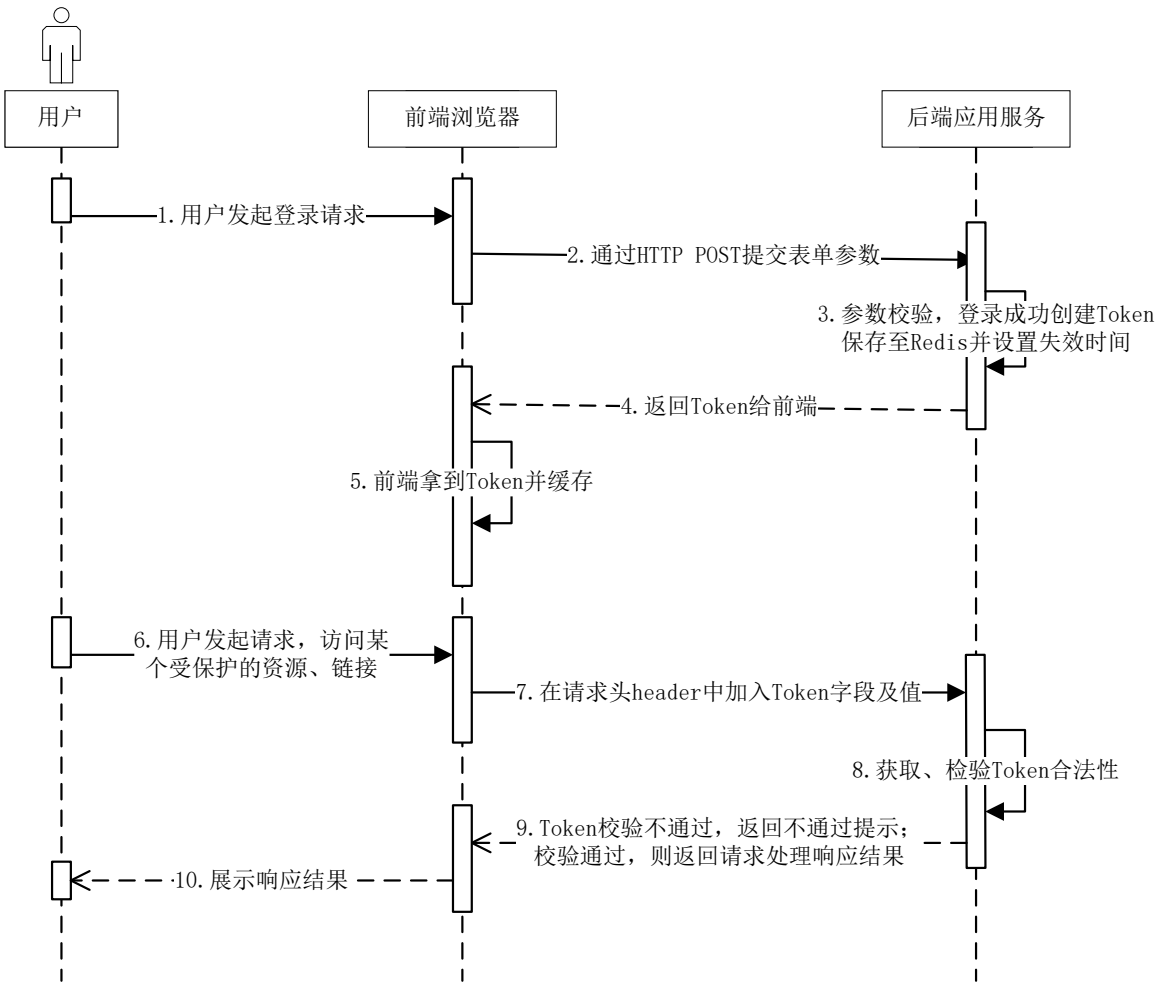 用户
前端浏览器
后端应用服务
1.用户发起登录请求
2.通过HTTP POST提交表单参数
3.参数校验，登录成功创建Token
保存至Redis并设置失效时间
4.返回Token给前端
5.前端拿到Token并缓存
6.用户发起请求，访问某
个受保护的资源、链接
7.在请求头header中加入Token字段及值
8.获取、检验Token合法性
9.Token校验不通过，返回不通过提示；
校验通过，则返回请求处理响应结果
10.展示响应结果